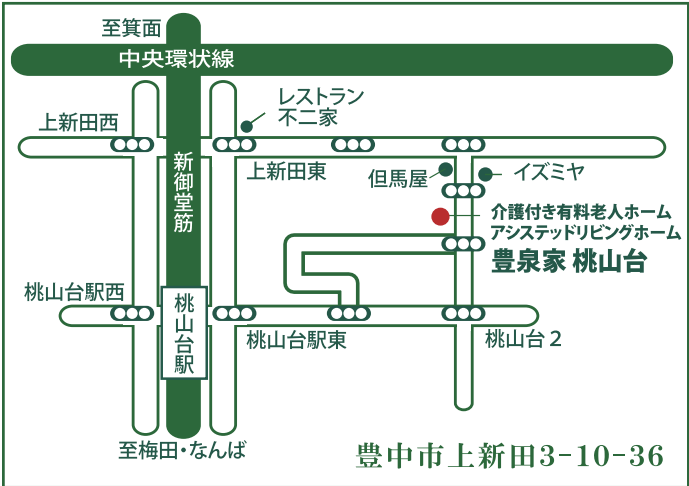 至箕面
中央環状線
レストラン
不二家
上新田西
新御堂筋
上新田東
但馬屋
イズミヤ
介護付き有料老人ホーム
アシステッドリビングホーム
豊泉家 桃山台
桃山台駅西
桃山台駅
桃山台駅東
桃山台2
至梅田・なんば
豊中市上新田3-10-36